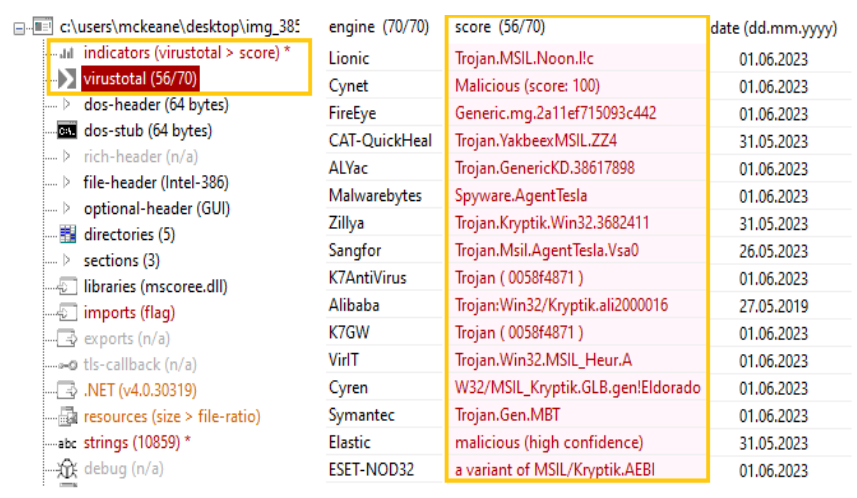 c:\users\mckeane\desktop\img_385
indicators (virustotal > score) *
virustotal (56/70)
dos-header (64 bytes)
dos-stub (64 bytes)
rich-header (n/a)
file-header (Intel-386)
optional-header (GUI)
directories (5)
sections (3)
libraries (mscoree.dll)
imports (flag)
exports (n/a)
tls-callback (n/a)
.NET (v4.0.30319)
resources (size > file-ratio)
abc strings (10859) *
debug (n/a)
engine (70/70) score (56/70) date (dd.mm.yyyy)
Lionic Trojan.MSIL.Noon.l!c 01.06.2023
Cynet Malicious (score: 100) 01.06.2023
FireEye Generic.mg.2a11ef715093c442 01.06.2023
CAT-QuickHeal Trojan.YakbeexMSIL.ZZ4 31.05.2023
ALYac Trojan.GenericKD.38617898 01.06.2023
Malwarebytes Spyware.AgentTesla 01.06.2023
Zillya Trojan.Kryptik.Win32.3682411 31.05.2023
Sangfor Trojan.Msil.AgentTesla.Vsa0 26.05.2023
K7AntiVirus Trojan ( 0058f4871 ) 01.06.2023
Alibaba Trojan:Win32/Kryptik.ali2000016 27.05.2019
K7GW Trojan ( 0058f4871 ) 01.06.2023
VirIT Trojan.Win32.MSIL_Heur.A 01.06.2023
Cyren W32/MSIL_Kryptik.GLB.gen!Eldorado 01.06.2023
Symantec Trojan.Gen.MBT 01.06.2023
Elastic malicious (high confidence) 31.05.2023
ESET-NOD32 a variant of MSIL/Kryptik.AEBI 01.06.2023